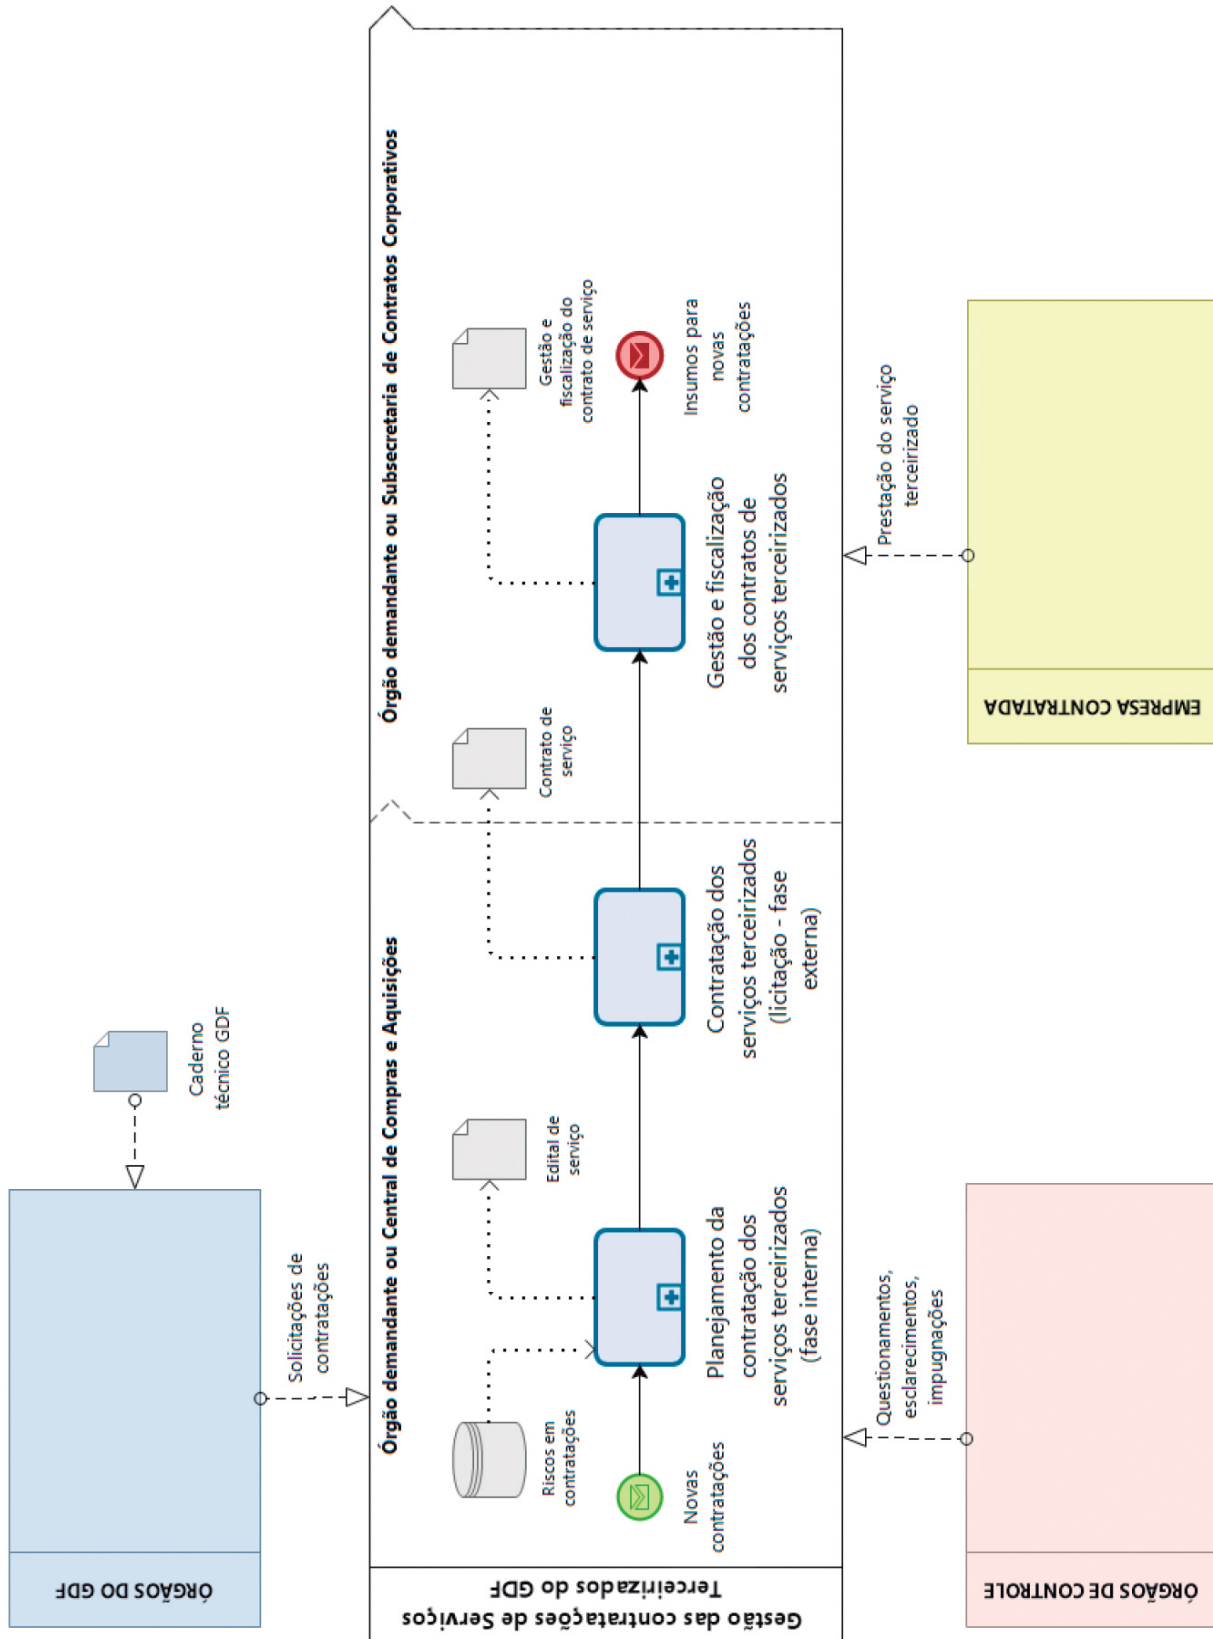 ÓRGÃOS DO GDF
Caderno
técnico GDF
Solicitações de
contratações
Gestão das contratações de Serviços
Terceirizados do GDF
Órgão demandante ou Central de Compras e Aquisições
Órgão demandante ou Subsecretaria de Contratos Corporativos
Riscos em
contratações
Edital de
serviço
Contrato de
serviço
Gestão e
fiscalização do
contrato de serviço
Novas
contratações
Planejamento da
contratação dos
serviços terceirizados
(fase interna)
Contratação dos
serviços terceirizados
(licitação - fase
externa)
Gestão e fiscalização
dos contratos de
serviços terceirizados
Insumos para
novas
contratações
Questionamentos,
esclarecimentos,
impugnações
Prestação do serviço
terceirizado
ÓRGÃOS DE CONTROLE
EMPRESA CONTRATADA